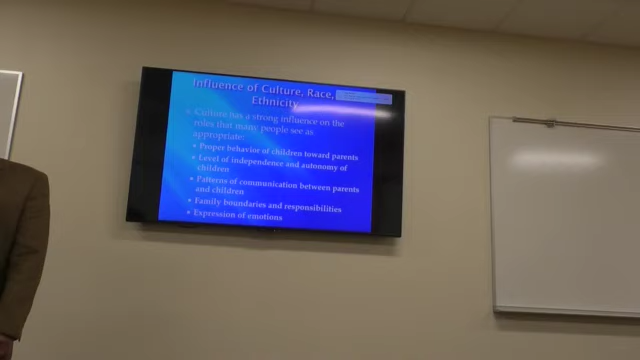 Influence of Culture, Race,
Ethnicity
Culture has a strong influence on the
roles that many people see as
appropriate:
• Proper behavior of children toward parents
• Level of independence and autonomy of
children
• Patterns of communication between parents
and children
• Family boundaries and responsibilities
• Expression of emotions